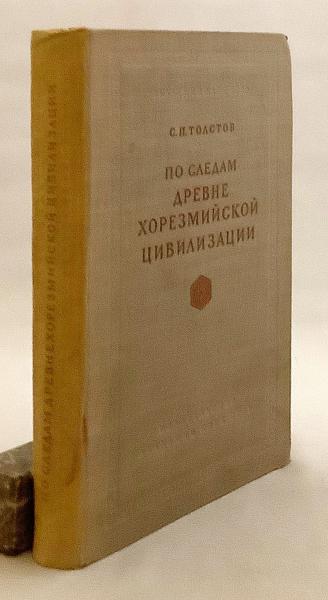 С. П. ТОЛСТОВ
ПО СЛЕДАМ
ДРЕВНЕ
ХОРЕЗМИЙСКОЙ
ЦИВИЛИЗАЦИИ
ПО СЛЕДАМ ДРЕВНЕХОРЕЗМИЙСКОЙ ЦИВИЛИЗАЦИИ